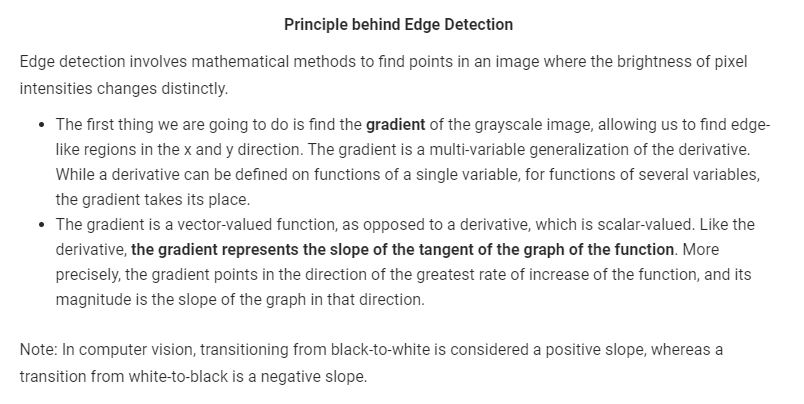 Principle behind Edge Detection
Edge detection involves mathematical methods to find points in an image where the brightness of pixel
intensities changes distinctly.
• The first thing we are going to do is find the gradient of the grayscale image, allowing us to find edge-
like regions in the x and y direction. The gradient is a multi-variable generalization of the derivative.
While a derivative can be defined on functions of a single variable, for functions of several variables,
the gradient takes its place.
• The gradient is a vector-valued function, as opposed to a derivative, which is scalar-valued. Like the
derivative, the gradient represents the slope of the tangent of the graph of the function. More
precisely, the gradient points in the direction of the greatest rate of increase of the function, and its
magnitude is the slope of the graph in that direction.
Note: In computer vision, transitioning from black-to-white is considered a positive slope, whereas a
transition from white-to-black is a negative slope.